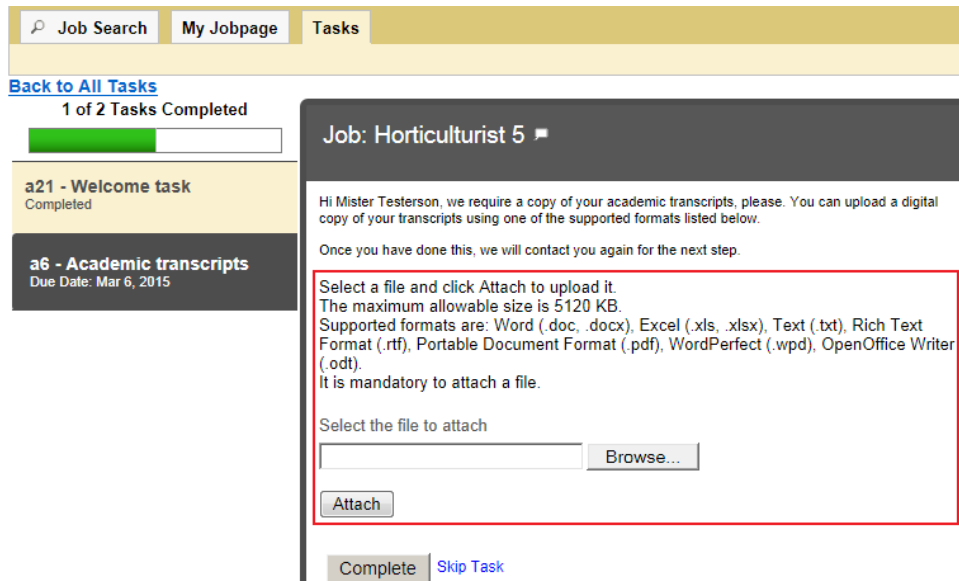 Job Search My Jobpage Tasks
Back to All Tasks
1 of 2 Tasks Completed
a21 - Welcome task
Completed
a6 - Academic transcripts
Due Date: Mar 6, 2015
Job: Horticulturist 5
Hi Mister Testerson, we require a copy of your academic transcripts, please. You can upload a digital
copy of your transcripts using one of the supported formats listed below.
Once you have done this, we will contact you again for the next step.
Select a file and click Attach to upload it.
The maximum allowable size is 5120 KB.
Supported formats are: Word (.doc, .docx), Excel (.xls, .xlsx), Text (.txt), Rich Text
Format (.rtf), Portable Document Format (.pdf), WordPerfect (.wpd), OpenOffice Writer
(.odt).
It is mandatory to attach a file.
Select the file to attach
Browse...
Attach
Complete Skip Task